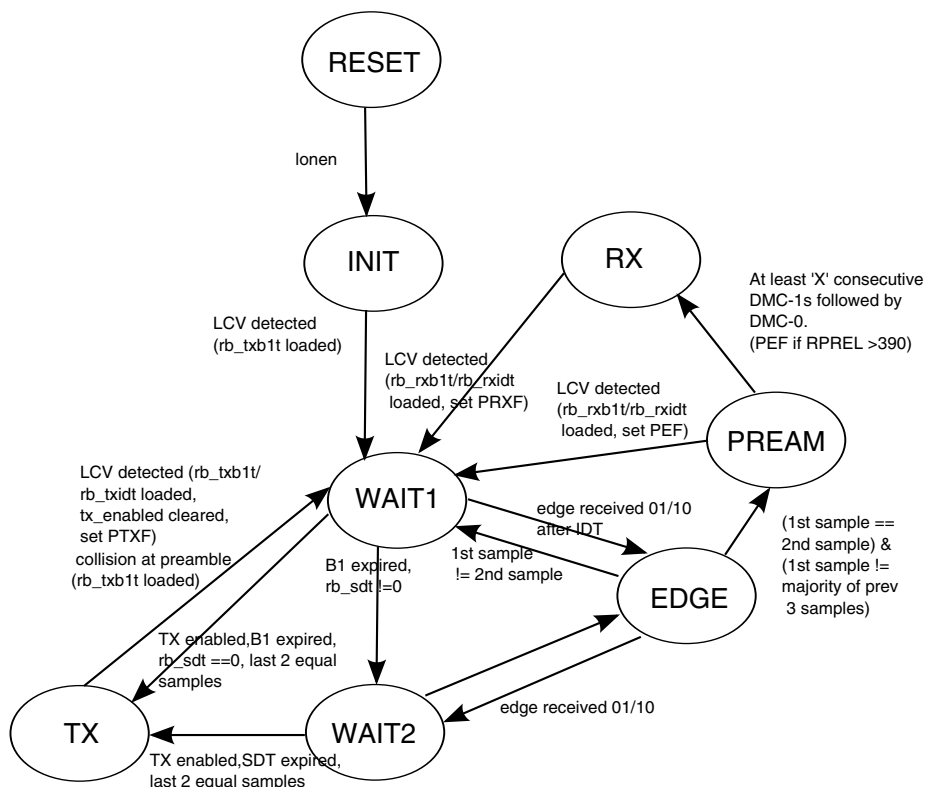 RESET
lonen
INIT
RX
At least 'X' consecutive
DMC-1s followed by
DMC-0.
(PEF if RPREL >390)
LCV detected
(rb_txb1t loaded)
LCV detected
(rb_rxb1t/rb_rxidt
loaded, set PRXF)
LCV detected
(rb_rxb1t/rb_rxidt
loaded, set PEF)
PREAM
LCV detected (rb_txb1t/
rb_txidt loaded,
tx_enabled cleared,
set PTXF)
collision at preamble
(rb_txb1t loaded)
WAIT1
edge received 01/10
after IDT
(1st sample ==
2nd sample) &
(1st sample !=
majority of prev
3 samples)
1st sample
!= 2nd sample
B1 expired,
rb_sdt !=0
EDGE
TX enabled,B1 expired,
rb_sdt ==0, last 2 equal
samples
edge received 01/10
TX
WAIT2
TX enabled,SDT expired,
last 2 equal samples